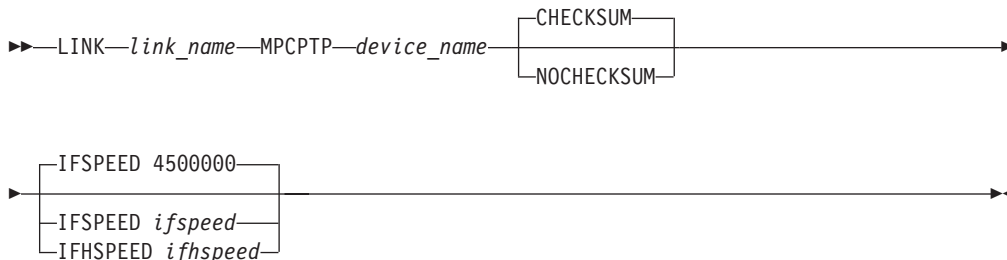 CHECKSUM
LINK link_name MPCPTP device_name
NOCHECKSUM
IFSPEED 4500000
IFSPEED ifspeed
IFHSPEED ifhspeed